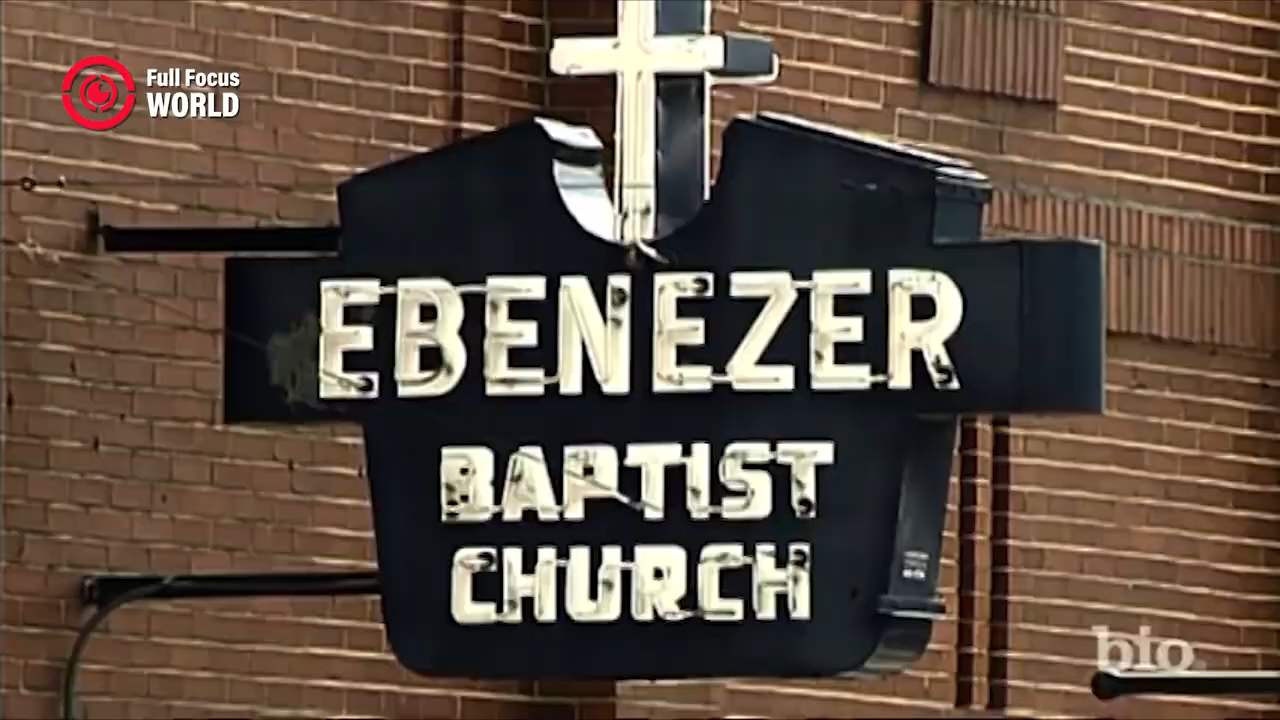 Full Focus
WORLD
EBENEZER
BAPTIST
CHURCH
bio.